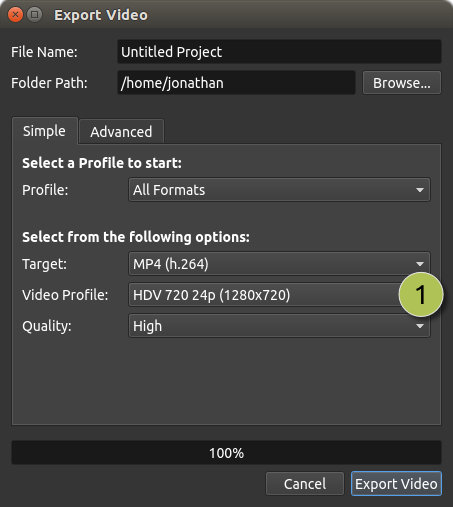 Export Video
File Name: Untitled Project
Folder Path: /home/jonathan Browse...
Simple Advanced
Select a Profile to start:
Profile: All Formats
Select from the following options:
Target: MP4 (h.264)
Video Profile: HDV 720 24p (1280x720) 1
Quality: High
100%
Cancel Export Video